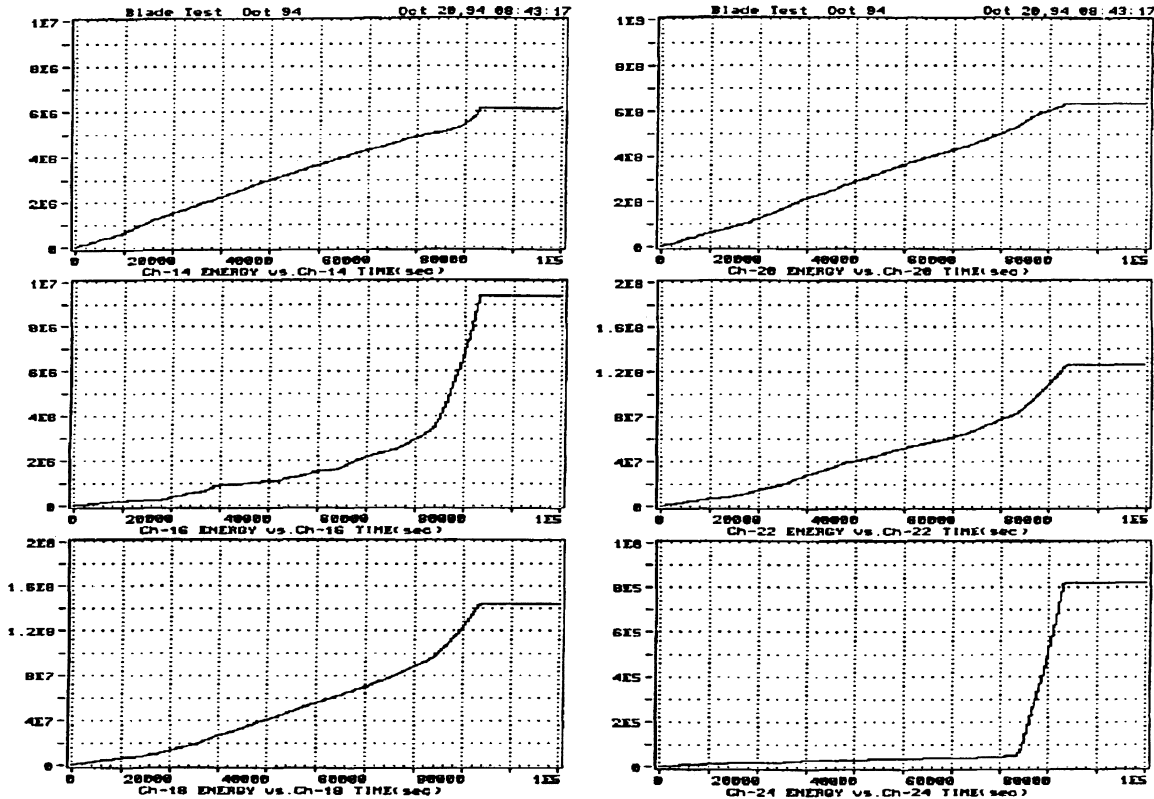 Blade Test Oct 94 Oct 20,94 08:43:17
1E7
8E6
6E6
4E6
2E6
0
0 20000 40000 60000 80000 1E5
Ch-14 ENERGY vs.Ch-14 TIME(sec)
1E7
8E6
6E6
4E6
2E6
0
0 20000 40000 60000 80000 1E5
Ch-16 ENERGY vs.Ch-16 TIME(sec)
2E8
1.6E8
1.2E8
8E7
4E7
0
0 20000 40000 60000 80000 1E5
Ch-18 ENERGY vs.Ch-18 TIME(sec)
Blade Test Oct 94 Oct 20,94 08:43:17
1E9
8E8
6E8
4E8
2E8
0
0 20000 40000 60000 80000 1E5
Ch-20 ENERGY vs.Ch-20 TIME(sec)
2E8
1.6E8
1.2E8
8E7
4E7
0
0 20000 40000 60000 80000 1E5
Ch-22 ENERGY vs.Ch-22 TIME(sec)
1E6
8E5
6E5
4E5
2E5
0
0 20000 40000 60000 80000 1E5
Ch-24 ENERGY vs.Ch-24 TIME(sec)